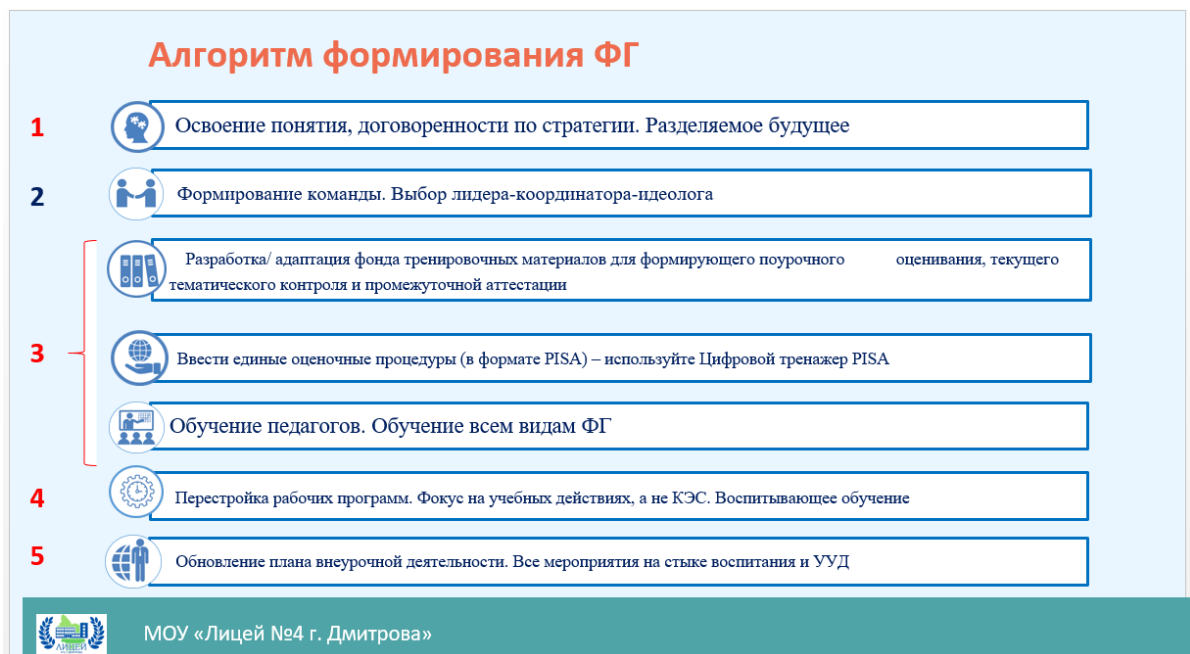 Алгоритм формирования ФГ
1
Освоение понятия, договоренности по стратегии. Разделяемое будущее
2
Формирование команды. Выбор лидера-координатора-идеолога
Разработка/ адаптация фонда тренировочных материалов для формирующего поурочного оценивания, текущего
тематического контроля и промежуточной аттестации
3
Ввести единые оценочные процедуры (в формате PISA) – используйте Цифровой тренажер PISA
Обучение педагогов. Обучение всем видам ФГ
4
Перестройка рабочих программ. Фокус на учебных действиях, а не КЭС. Воспитывающее обучение
5
Обновление плана внеурочной деятельности. Все мероприятия на стыке воспитания и УУД
ЛИЦЕЙ
МОУ «Лицей №4 г. Дмитрова»